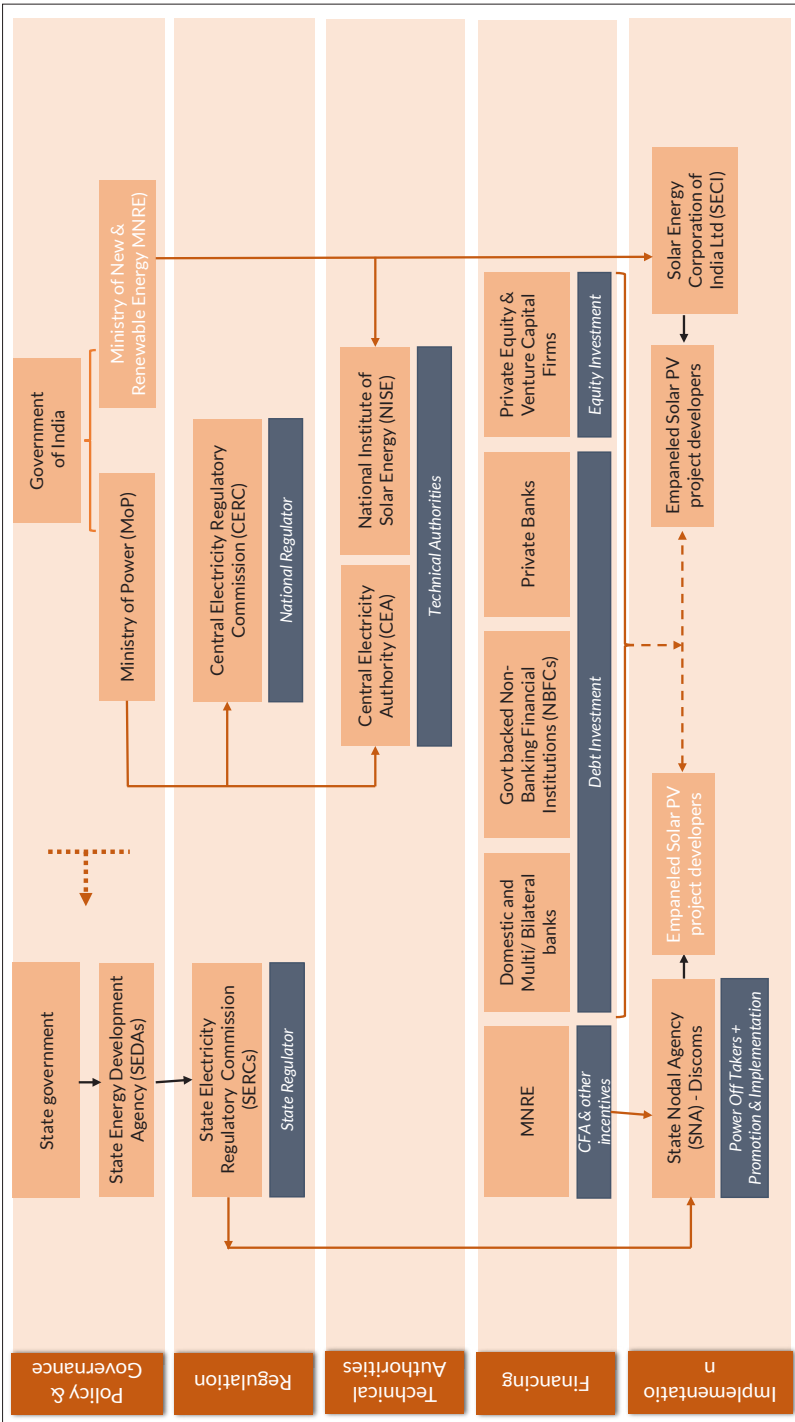 Policy &
Governance
State government
Government
of India
State Energy Development
Agency (SEDAs)
Ministry of Power (MoP)
Ministry of New &
Renewable Energy MNRE)
Regulation
State Electricity
Regulatory Commission
(SERCs)
State Regulator
Central Electricity Regulatory
Commission (CERC)
National Regulator
Technical
Authorities
Central Electricity
Authority (CEA)
National Institute of
Solar Energy (NISE)
Technical Authorities
Financing
MNRE
CFA & other
incentives
Domestic and
Multi/ Bilateral
banks
Govt backed Non-
Banking Financial
Institutions (NBFCs)
Private Banks
Debt Investment
Private Equity &
Venture Capital
Firms
Equity Investment
Implementatio
n
State Nodal Agency
(SNA) - Discoms
Power Off Takers +
Promotion & Implementation
Empaneled Solar PV
project developers
Empaneled Solar PV
project developers
Solar Energy
Corporation of
India Ltd (SECI)